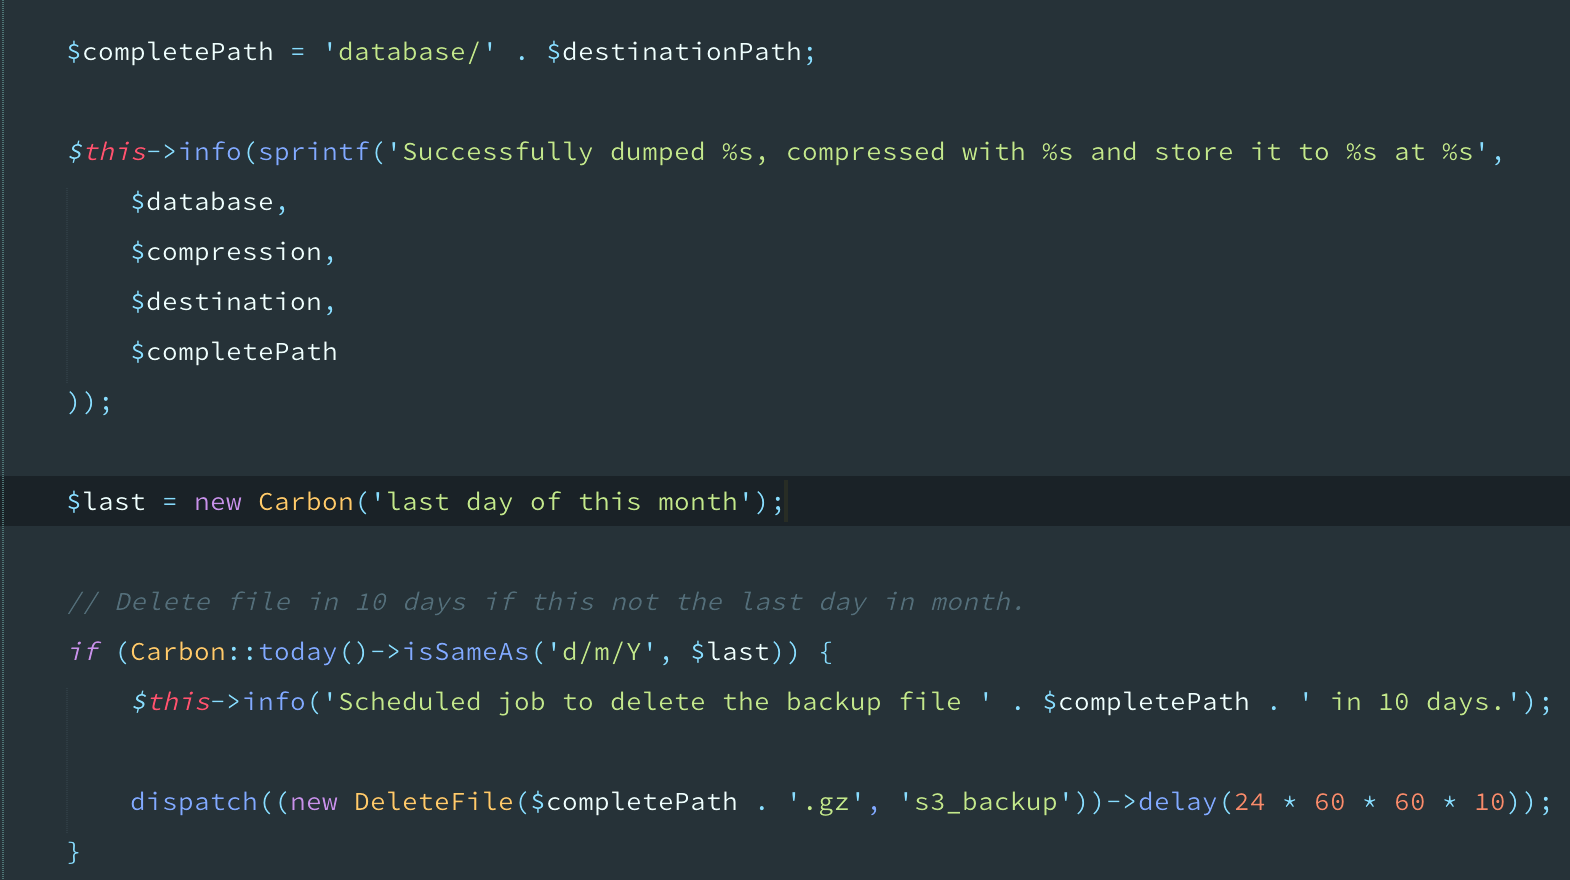 $completePath = 'database/' . $destinationPath;
$this->info(sprintf('Successfully dumped %s, compressed with %s and store it to %s at %s',
$database,
$compression,
$destination,
$completePath
));
$last = new Carbon('last day of this month');
// Delete file in 10 days if this not the last day in month.
if (Carbon::today()->isSameAs('d/m/Y', $last)) {
$this->info('Scheduled job to delete the backup file ' . $completePath . ' in 10 days.');
dispatch((new DeleteFile($completePath . '.gz', 's3_backup'))->delay(24 * 60 * 60 * 10));
}